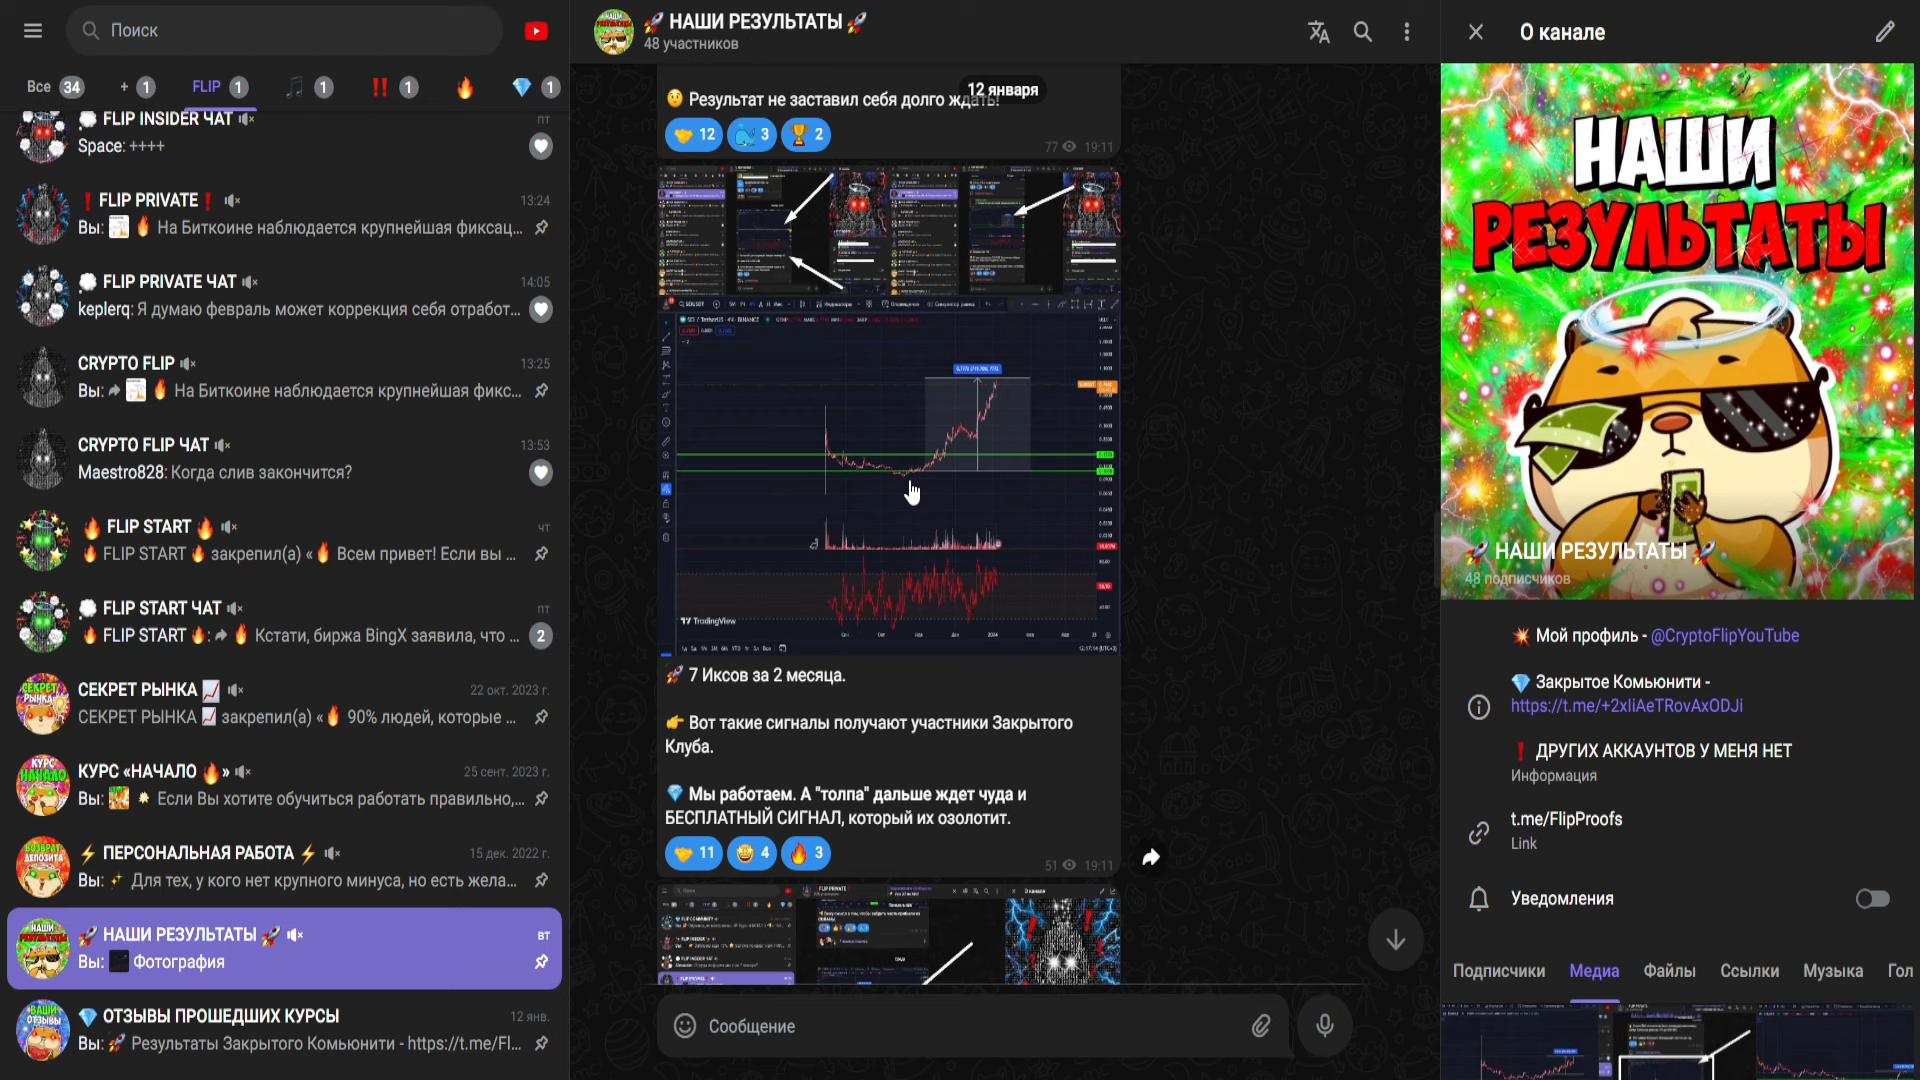 Поиск
Все 34
+ 1
FLIP 1
1
!! 1
1
FLIP INSIDER ЧАТ
пт
Space: ++++
FLIP PRIVATE
13:24
Вы: 🔥 На Биткоине наблюдается крупнейшая фиксац...
FLIP PRIVATE ЧАТ
14:05
keplerq: Я думаю февраль может коррекция себя отработ...
CRYPTO FLIP
13:25
Вы: 🔥 На Биткоине наблюдается крупнейшая фикс...
CRYPTO FLIP ЧАТ
13:53
Maestro828: Когда слив закончится?
🔥 FLIP START 🔥
чт
🔥 FLIP START 🔥 закрепил(а) «🔥 Всем привет! Если вы ...
FLIP START ЧАТ
пт
🔥 FLIP START 🔥: 🔥 Кстати, биржа BingX заявила, что ...
2
СЕКРЕТ РЫНКА
22 окт. 2023 г.
СЕКРЕТ РЫНКА закрепил(а) «🔥 90% людей, которые ...
КУРС «НАЧАЛО 🔥»
25 сент. 2023 г.
Вы: Если Вы хотите обучиться работать правильно,...
⚡ ПЕРСОНАЛЬНАЯ РАБОТА ⚡
15 дек. 2022 г.
Вы: Для тех, у кого нет крупного минуса, но есть жела...
🚀 НАШИ РЕЗУЛЬТАТЫ 🚀
вт
Вы: Фотография
💎 ОТЗЫВЫ ПРОШЕДШИХ КУРСЫ
12 янв.
Вы: 🚀 Результаты Закрытого Комьюнити - https://t.me/Fl...
🚀 НАШИ РЕЗУЛЬТАТЫ 🚀
48 участников
12 января
Результат не заставил себя долго ждать!
12 3 2
77 19:11
TradingView
🚀 7 Иксов за 2 месяца.
👉 Вот такие сигналы получают участники Закрытого
Клуба.
💎 Мы работаем. А "толпа" дальше ждет чуда и
БЕСПЛАТНЫЙ СИГНАЛ, который их озолотит.
11 4 3
51 19:11
Сообщение
О канале
НАШИ
РЕЗУЛЬТАТЫ
🚀 НАШИ РЕЗУЛЬТАТЫ 🚀
48 подписчиков
💥 Мой профиль - @CryptoFlipYouTube
💎 Закрытое Комьюнити -
https://t.me/+2xIiAeTRovAxODJi
❗ ДРУГИХ АККАУНТОВ У МЕНЯ НЕТ
Информация
t.me/FlipProofs
Link
Уведомления
Подписчики Медиа Файлы Ссылки Музыка Гол